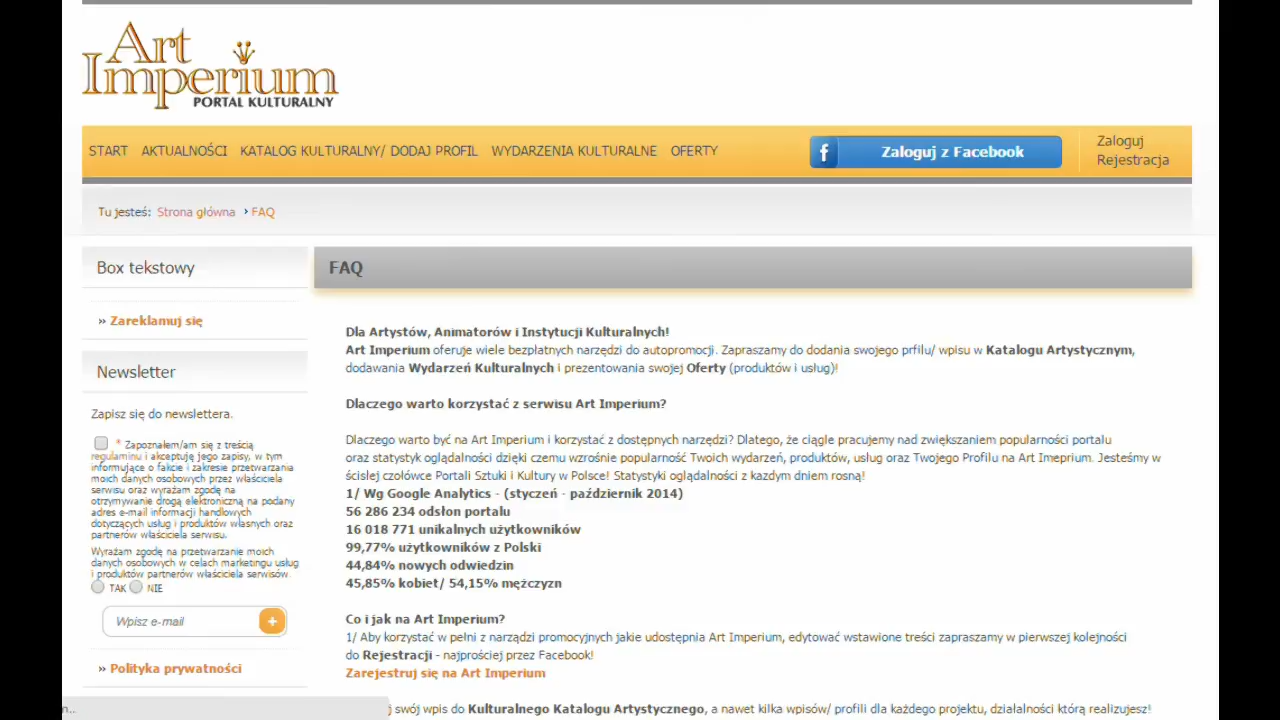 Art
Imperium
PORTAL KULTURALNY
START AKTUALNOŚCI KATALOG KULTURALNY/ DODAJ PROFIL WYDARZENIA KULTURALNE OFERTY
f Zaloguj z Facebook
Zaloguj
Rejestracja
Tu jesteś: Strona główna › FAQ
Box tekstowy
» Zareklamuj się
Newsletter
Zapisz się do newslettera.
* Zapoznałem/am się z treścią
regulaminu i akceptuję jego zapisy, w tym
informujące o fakcie i zakresie przetwarzania
moich danych osobowych przez właściciela
serwisu oraz wyrażam zgodę na
otrzymywanie drogą elektroniczną na podany
adres e-mail informacji handlowych
dotyczących usług i produktów własnych oraz
partnerów właściciela serwisu.
Wyrażam zgodę na przetwarzanie moich
danych osobowych w celach marketingu usług
i produktów partnerów właściciela serwisów.
TAK NIE
Wpisz e-mail +
» Polityka prywatności
n...
FAQ
Dla Artystów, Animatorów i Instytucji Kulturalnych!
Art Imperium oferuje wiele bezpłatnych narzędzi do autopromocji. Zapraszamy do dodania swojego prfilu/ wpisu w Katalogu Artystycznym,
dodawania Wydarzeń Kulturalnych i prezentowania swojej Oferty (produktów i usług)!
Dlaczego warto korzystać z serwisu Art Imperium?
Dlaczego warto być na Art Imperium i korzystać z dostępnych narzędzi? Dlatego, że ciągle pracujemy nad zwiększaniem popularności portalu
oraz statystyk oglądalności dzięki czemu wzrośnie popularność Twoich wydarzeń, produktów, usług oraz Twojego Profilu na Art Imeprium. Jesteśmy w
ścisłej czołówce Portali Sztuki i Kultury w Polsce! Statystyki oglądalności z kazdym dniem rosną!
1/ Wg Google Analytics - (styczeń - październik 2014)
56 286 234 odsłon portalu
16 018 771 unikalnych użytkowników
99,77% użytkowników z Polski
44,84% nowych odwiedzin
45,85% kobiet/ 54,15% mężczyzn
Co i jak na Art Imperium?
1/ Aby korzystać w pełni z narządzi promocyjnych jakie udostępnia Art Imperium, edytować wstawione treści zapraszamy w pierwszej kolejności
do Rejestracji - najprościej przez Facebook!
Zarejestruj się na Art Imperium
j swój wpis do Kulturalnego Katalogu Artystycznego, a nawet kilka wpisów/ profili dla każdego projektu, działalności którą realizujesz!